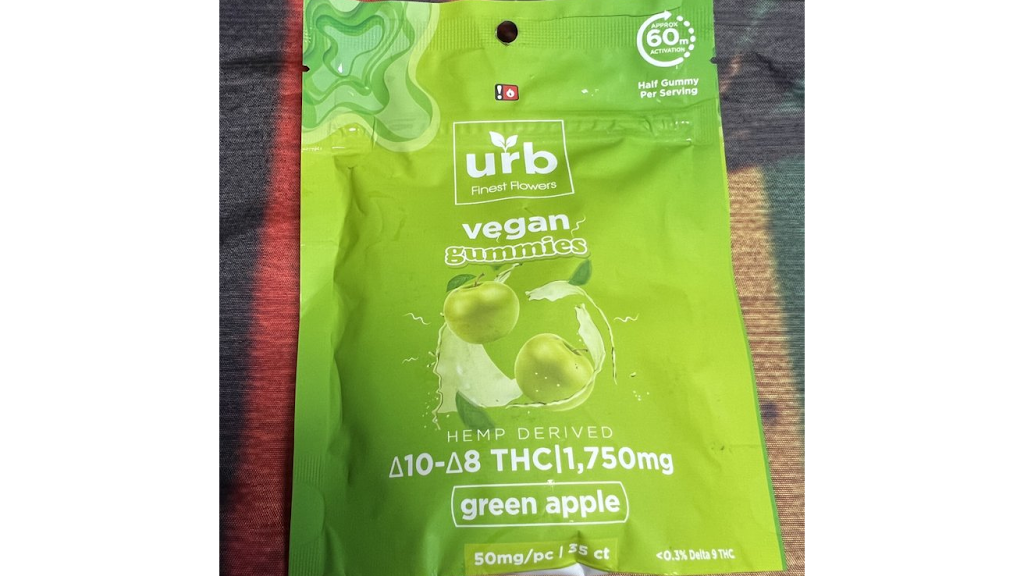 APPROX
60m
ACTIVATION
Half Gummy
Per Serving
!
urb
Finest Flowers
vegan
gummies
HEMP DERIVED
Δ10-Δ8 THC|1,750mg
green apple
50mg/pc | 35 ct
<0.3% Delta 9 THC